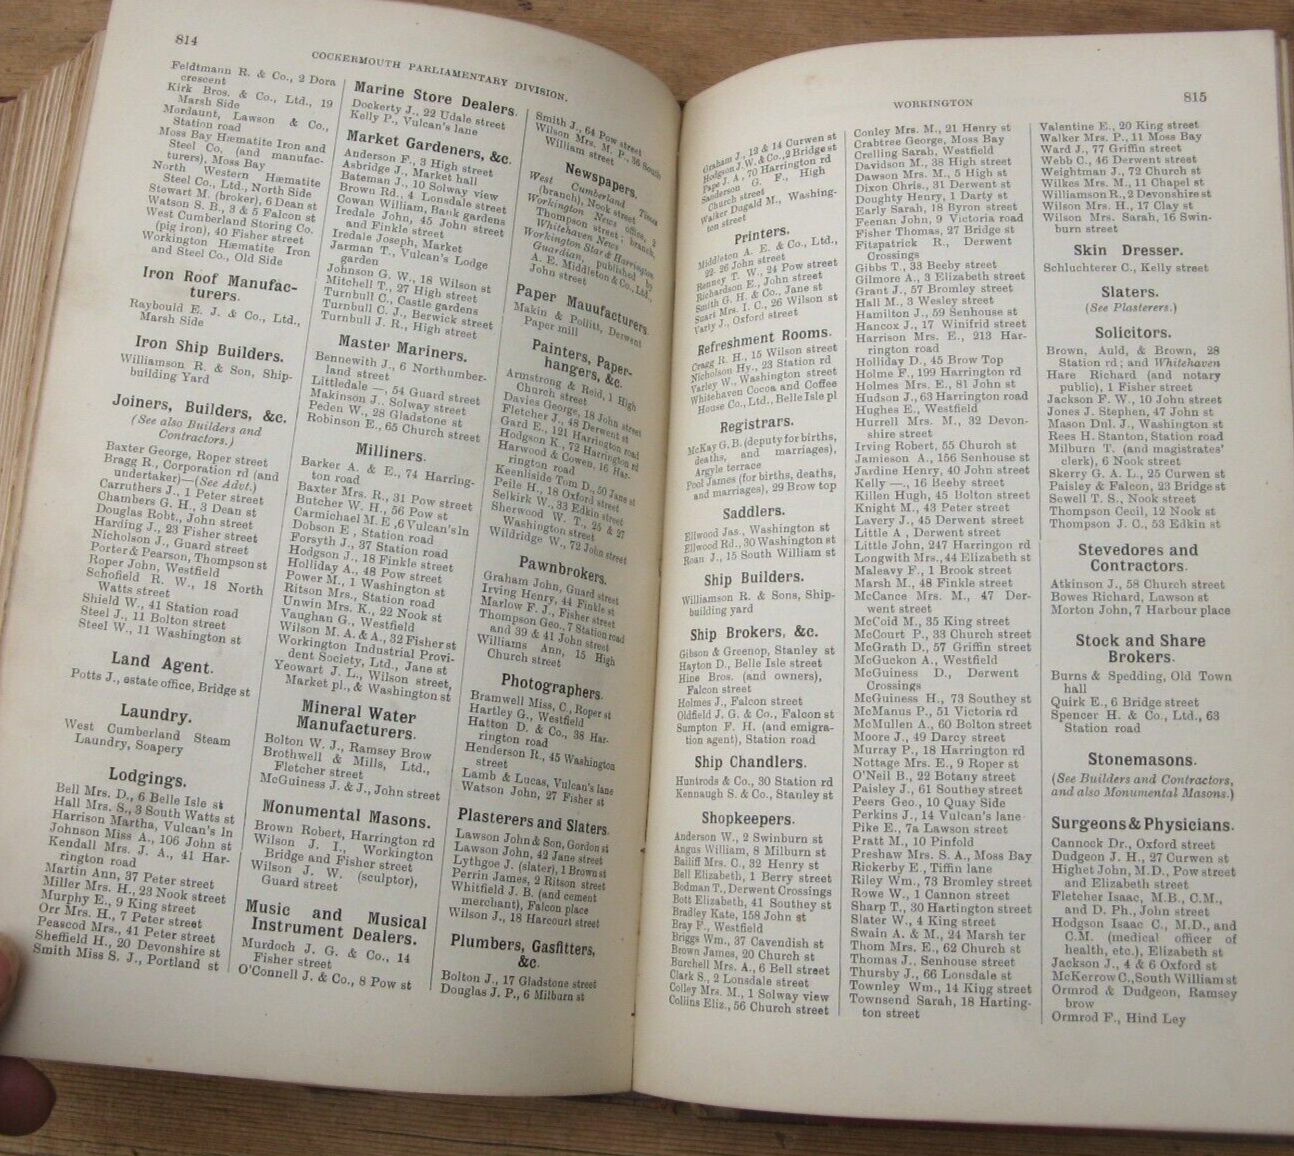 814
COCKERMOUTH PARLIAMENTARY DIVISION.
Feldtmann R. & Co., 2 Dora
crescent
Kirk Bros. & Co., Ltd., 19
Marsh Side
Mordaunt, Lawson & Co.,
Station road
Moss Bay Hæmatite Iron and
Steel Co. (and manufac-
turers), Moss Bay
North Western Hæmatite
Steel Co., Ltd., North Side
Stewart M. (broker), 6 Dean st
Watson S. B., 3 & 5 Falcon st
West Cumberland Storing Co.
(pig iron), 40 Fisher street
Workington Hæmatite Iron
and Steel Co., Old Side
Iron Roof Manufac-
turers.
Raybould E. J. & Co., Ltd.,
Marsh Side
Iron Ship Builders.
Williamson R. & Son, Ship-
building Yard
Joiners, Builders, &c.
(See also Builders and
Contractors.)
Baxter George, Roper street
Bragg R., Corporation rd (and
undertaker)—(See Advt.)
Carruthers J., 1 Peter street
Chambers G. H., 3 Dean st
Douglas Robt., John street
Harding J., 23 Fisher street
Nicholson J., Guard street
Porter & Pearson, Thompson st
Roper John, Westfield
Schofield R. W., 18 North
Watts street
Shield W., 41 Station road
Steel J., 11 Bolton street
Steel W., 11 Washington st
Land Agent.
Potts J., estate office, Bridge st
Laundry.
West Cumberland Steam
Laundry, Soapery
Lodgings.
Bell Mrs. D., 6 Belle Isle st
Hall Mrs. S., 3 South Watts st
Harrison Martha, Vulcan's ln
Johnson Miss A., 106 John st
Kendall Mrs. J. A., 41 Har-
rington road
Martin Ann, 37 Peter street
Miller Mrs. H., 23 Nook street
Murphy E., 9 King street
Orr Mrs. H., 7 Peter street
Peascod Mrs., 41 Peter street
Sheffield H., 20 Devonshire st
Smith Miss S. J., Portland st
Marine Store Dealers.
Dockerty J., 22 Udale street
Kelly P., Vulcan's lane
Market Gardeners, &c.
Anderson F., 3 High street
Asbridge J., Market hall
Bateman J., 10 Solway view
Brown Rd., 4 Lonsdale street
Cowan William, Bank gardens
Iredale John, 45 John street
and Finkle street
Iredale Joseph, Market
Jarman T., Vulcan's Lodge
garden
Johnson G. W., 18 Wilson st
Mitchell T., 27 High street
Turnbull C., Castle gardens
Turnbull C. J., Berwick street
Turnbull J. R., High street
Master Mariners.
Bennewith J., 6 Northumber-
land street
Littledale —, 54 Guard street
Makinson J.. Solway street
Peden W., 28 Gladstone st
Robinson E., 65 Church street
Milliners.
Barker A. & E., 74 Harring-
ton road
Baxter Mrs. R., 31 Pow street
Butcher W. H., 56 Pow st
Carmichael M. E ,6 Vulcan's ln
Dobson E , Station road
Forsyth J., 37 Station road
Hodgson J., 18 Finkle street
Holliday A., 48 Pow street
Power M., 1 Washington st
Ritson Mrs., Station road
Unwin Mrs. K., 22 Nook st
Vaughan G., Westfield
Wilson M. A. & A., 32 Fisher st
Workington Industrial Provi-
dent Society, Ltd., Jane st
Yeowart J. L., Wilson street,
Market pl., & Washington st
Mineral Water
Manufacturers.
Bolton W. J., Ramsey Brow
Brothwell & Mills, Ltd.,
Fletcher street
McGuiness J. & J., John street
Monumental Masons.
Brown Robert, Harrington rd
Wilson J. I., Workington
Bridge and Fisher street
Wilson J. W. (sculptor),
Guard street
Music and Musical
Instrument Dealers.
Murdoch J. G. & Co., 14
Fisher street
O'Connell J. & Co., 8 Pow st
Smith J., 64 Pow street
Wilson Mrs. M. P., 36 South
William street
Newspapers.
West Cumberland Times
(branch), Nook street
Workington News office, 2
Thompson street; branch,
Whitehaven News
Workington Star & Harrington
Guardian, published by
A. E. Middleton & Co., Ltd.,
John street
Paper Mauufacturers.
Makin & Pollitt, Derwent
Paper mill
Painters, Paper-
hangers, &c.
Armstrong & Reid, 1 High
Church street
Davies George, 18 John street
Fletcher J., 48 Derwent st
Gard E., 121 Harrington road
Hodgson K., 72 Harrington rd
Harwood & Cowen, 16 Har-
rington road
Keenliside Tom D., 50 Jane st
Peile H., 18 Oxford street
Selkirk W., 33 Edkin street
Sherwood W. T., 25 & 27
Washington street
Wildridge W., 72 John street
Pawnbrokers.
Graham John, Guard street
Irving Henry, 44 Finkle st
Marlow F. J., Fisher street
Thompson Geo., 7 Station road
and 39 & 41 John street
Williams Ann, 15 High
Church street
Photographers.
Bramwell Miss, C., Roper st
Hartley G., Westfield
Hatton D. & Co., 38 Har-
rington road
Henderson R., 45 Washington
street
Lamb & Lucas, Vulcan's lane
Watson John, 27 Fisher st
Plasterers and Slaters.
Lawson John & Son, Gordon st
Lawson John, 42 Jane street
Lythgoe J. (slater), 1 Brown st
Perrin James, 2 Ritson street
Whitfield J. B. (and cement
merchant), Falcon place
Wilson J., 18 Harcourt street
Plumbers, Gasfitters,
&c.
Bolton J., 17 Gladstone street
Douglas J. P., 6 Milburn st
WORKINGTON
815
Graham J., 12 & 14 Curwen st
Hodgson J. W. & Co., 2 Bridge st
Page J. A., 70 Harrington rd
Sanderson G. F., High
Church street
Walker Dugald M., Washing-
ton street
Printers.
Middleton A. E. & Co., Ltd.,
22, 26 John street
Renney T. W., 24 Pow street
Richardson E., John street
Smith G. H. & Co., Jane st
Snart Mrs. I. C., 26 Wilson st
Varty J., Oxford street
Refreshment Rooms.
Cragg R. H., 15 Wilson street
Nicholson Hy., 23 Station rd
Varley W., Washington street
Whitehaven Cocoa and Coffee
House Co., Ltd., Belle Isle pl
Registrars.
McKay G. B. (deputy for births,
deaths, and marriages),
Argyle terrace
Pool James (for births, deaths,
and marriages), 29 Brow top
Saddlers.
Ellwood Jas., Washington st
Ellwood Rd., 30 Washington st
Roan J., 15 South William st
Ship Builders.
Williamson R. & Sons, Ship-
building yard
Ship Brokers, &c.
Gibson & Greenop, Stanley st
Hayton D., Belle Isle street
Hine Bros. (and owners),
Falcon street
Holmes J., Falcon street
Oldfield J. G. & Co., Falcon st
Sumpton F. H. (and emigra-
tion agent), Station road
Ship Chandlers.
Huntrods & Co., 30 Station rd
Kennaugh S. & Co., Stanley st
Shopkeepers.
Anderson W., 2 Swinburn st
Angus William, 8 Milburn st
Bailiff Mrs. C., 32 Henry st
Bell Elizabeth, 1 Berry street
Bodman T., Derwent Crossings
Bott Elizabeth, 41 Southey st
Bradley Kate, 158 John st
Bray F., Westfield
Briggs Wm., 37 Cavendish st
Brown James, 20 Church st
Burchell Mrs. A., 6 Bell street
Clark S., 2 Lonsdale street
Colley Mrs. M., 1 Solway view
Collins Eliz., 56 Church street
Conley Mrs. M., 21 Henry st
Crabtree George, Moss Bay
Crelling Sarah, Westfield
Davidson M., 38 High street
Dawson Mrs. M., 5 High st
Dixon Chris., 31 Derwent st
Doughty Henry, 1 Darty st
Early Sarah, 18 Byron street
Feenan John, 9 Victoria road
Fisher Thomas, 27 Bridge st
Fitzpatrick R., Derwent
Crossings
Gibbs T., 33 Beeby street
Gilmore A., 3 Elizabeth street
Grant J., 57 Bromley street
Hall M., 3 Wesley street
Hamilton J., 59 Senhouse st
Hancox J., 17 Winifrid street
Harrison Mrs. E., 213 Har-
rington road
Holliday D., 45 Brow Top
Holme F., 199 Harrington rd
Holmes Mrs. E., 81 John st
Hudson J., 63 Harrington road
Hughes E., Westfield
Hurrell Mrs. M., 32 Devon-
shire street
Irving Robert, 55 Church st
Jamieson A., 156 Senhouse st
Jardine Henry, 40 John street
Kelly —., 16 Beeby street
Killen Hugh, 45 Bolton street
Knight M., 43 Peter street
Lavery J., 45 Derwent street
Little A , Derwent street
Little John, 247 Harringon rd
Longwith Mrs., 44 Elizabeth st
Maleavy F., 1 Brook street
Marsh M., 48 Finkle street
McCance Mrs. M., 47 Der-
went street
McCoid M., 35 King street
McCourt P., 33 Church street
McGrath D., 57 Griffin street
McGuckon A., Westfield
McGuiness D., Derwent
Crossings
McGuiness H., 73 Southey st
McManus P., 51 Victoria rd
McMullen A., 60 Bolton street
Moore J., 49 Darcy street
Murray P., 18 Harrington rd
Nottage Mrs. E., 9 Roper st
O'Neil B., 22 Botany street
Paisley J., 61 Southey street
Peers Geo., 10 Quay Side
Perkins J., 14 Vulcan's lane
Pike E., 7a Lawson street
Pratt M., 10 Pinfold
Preshaw Mrs. S. A., Moss Bay
Rickerby E., Tiffin lane
Riley Wm., 73 Bromley street
Rowe W., 1 Cannon street
Sharp T., 30 Hartington street
Slater W., 4 King street
Swain A. & M., 24 Marsh ter
Thom Mrs. E., 62 Church st
Thomas J.. Senhouse street
Thursby J., 66 Lonsdale st
Townley Wm., 14 King street
Townsend Sarah, 18 Harting-
ton street
Valentine E., 20 King street
Walker Mrs. P., 11 Moss Bay
Ward J., 77 Griffin street
Webb C., 46 Derwent street
Weightman J., 72 Church st
Wilkes Mrs. M., 11 Chapel st
Williamson R., 2 Devonshire st
Wilson Mrs. H., 17 Clay st
Wilson Mrs. Sarah, 16 Swin-
burn street
Skin Dresser.
Schluchterer C., Kelly street
Slaters.
(See Plasterers.)
Solicitors.
Brown, Auld, & Brown, 28
Station rd ; and Whitehaven
Hare Richard (and notary
public), 1 Fisher street
Jackson F. W., 10 John street
Jones J. Stephen, 47 John st
Mason Dul. J., Washington st
Rees H. Stanton, Station road
Milburn T. (and magistrates'
clerk), 6 Nook street
Skerry G. A. I., 25 Curwen st
Paisley & Falcon, 23 Bridge st
Sewell T. S., Nook street
Thompson Cecil, 12 Nook st
Thompson J. C., 53 Edkin st
Stevedores and
Contractors.
Atkinson J., 58 Church street
Bowes Richard, Lawson st
Morton John, 7 Harbour place
Stock and Share
Brokers.
Burns & Spedding, Old Town
hall
Quirk E., 6 Bridge street
Spencer H. & Co., Ltd., 63
Station road
Stonemasons.
(See Builders and Contractors,
and also Monumental Masons.)
Surgeons & Physicians.
Cannock Dr., Oxford street
Dudgeon J. H., 27 Curwen st
Highet John, M.D., Pow street
and Elizabeth street
Fletcher Isaac, M.B., C.M.,
and D. Ph., John street
Hodgson Isaac C., M.D., and
C.M. (medical officer of
health, etc.), Elizabeth st
Jackson J., 4 & 6 Oxford st
McKerrow C., South William st
Ormrod & Dudgeon, Ramsey
brow
Ormrod F., Hind Ley